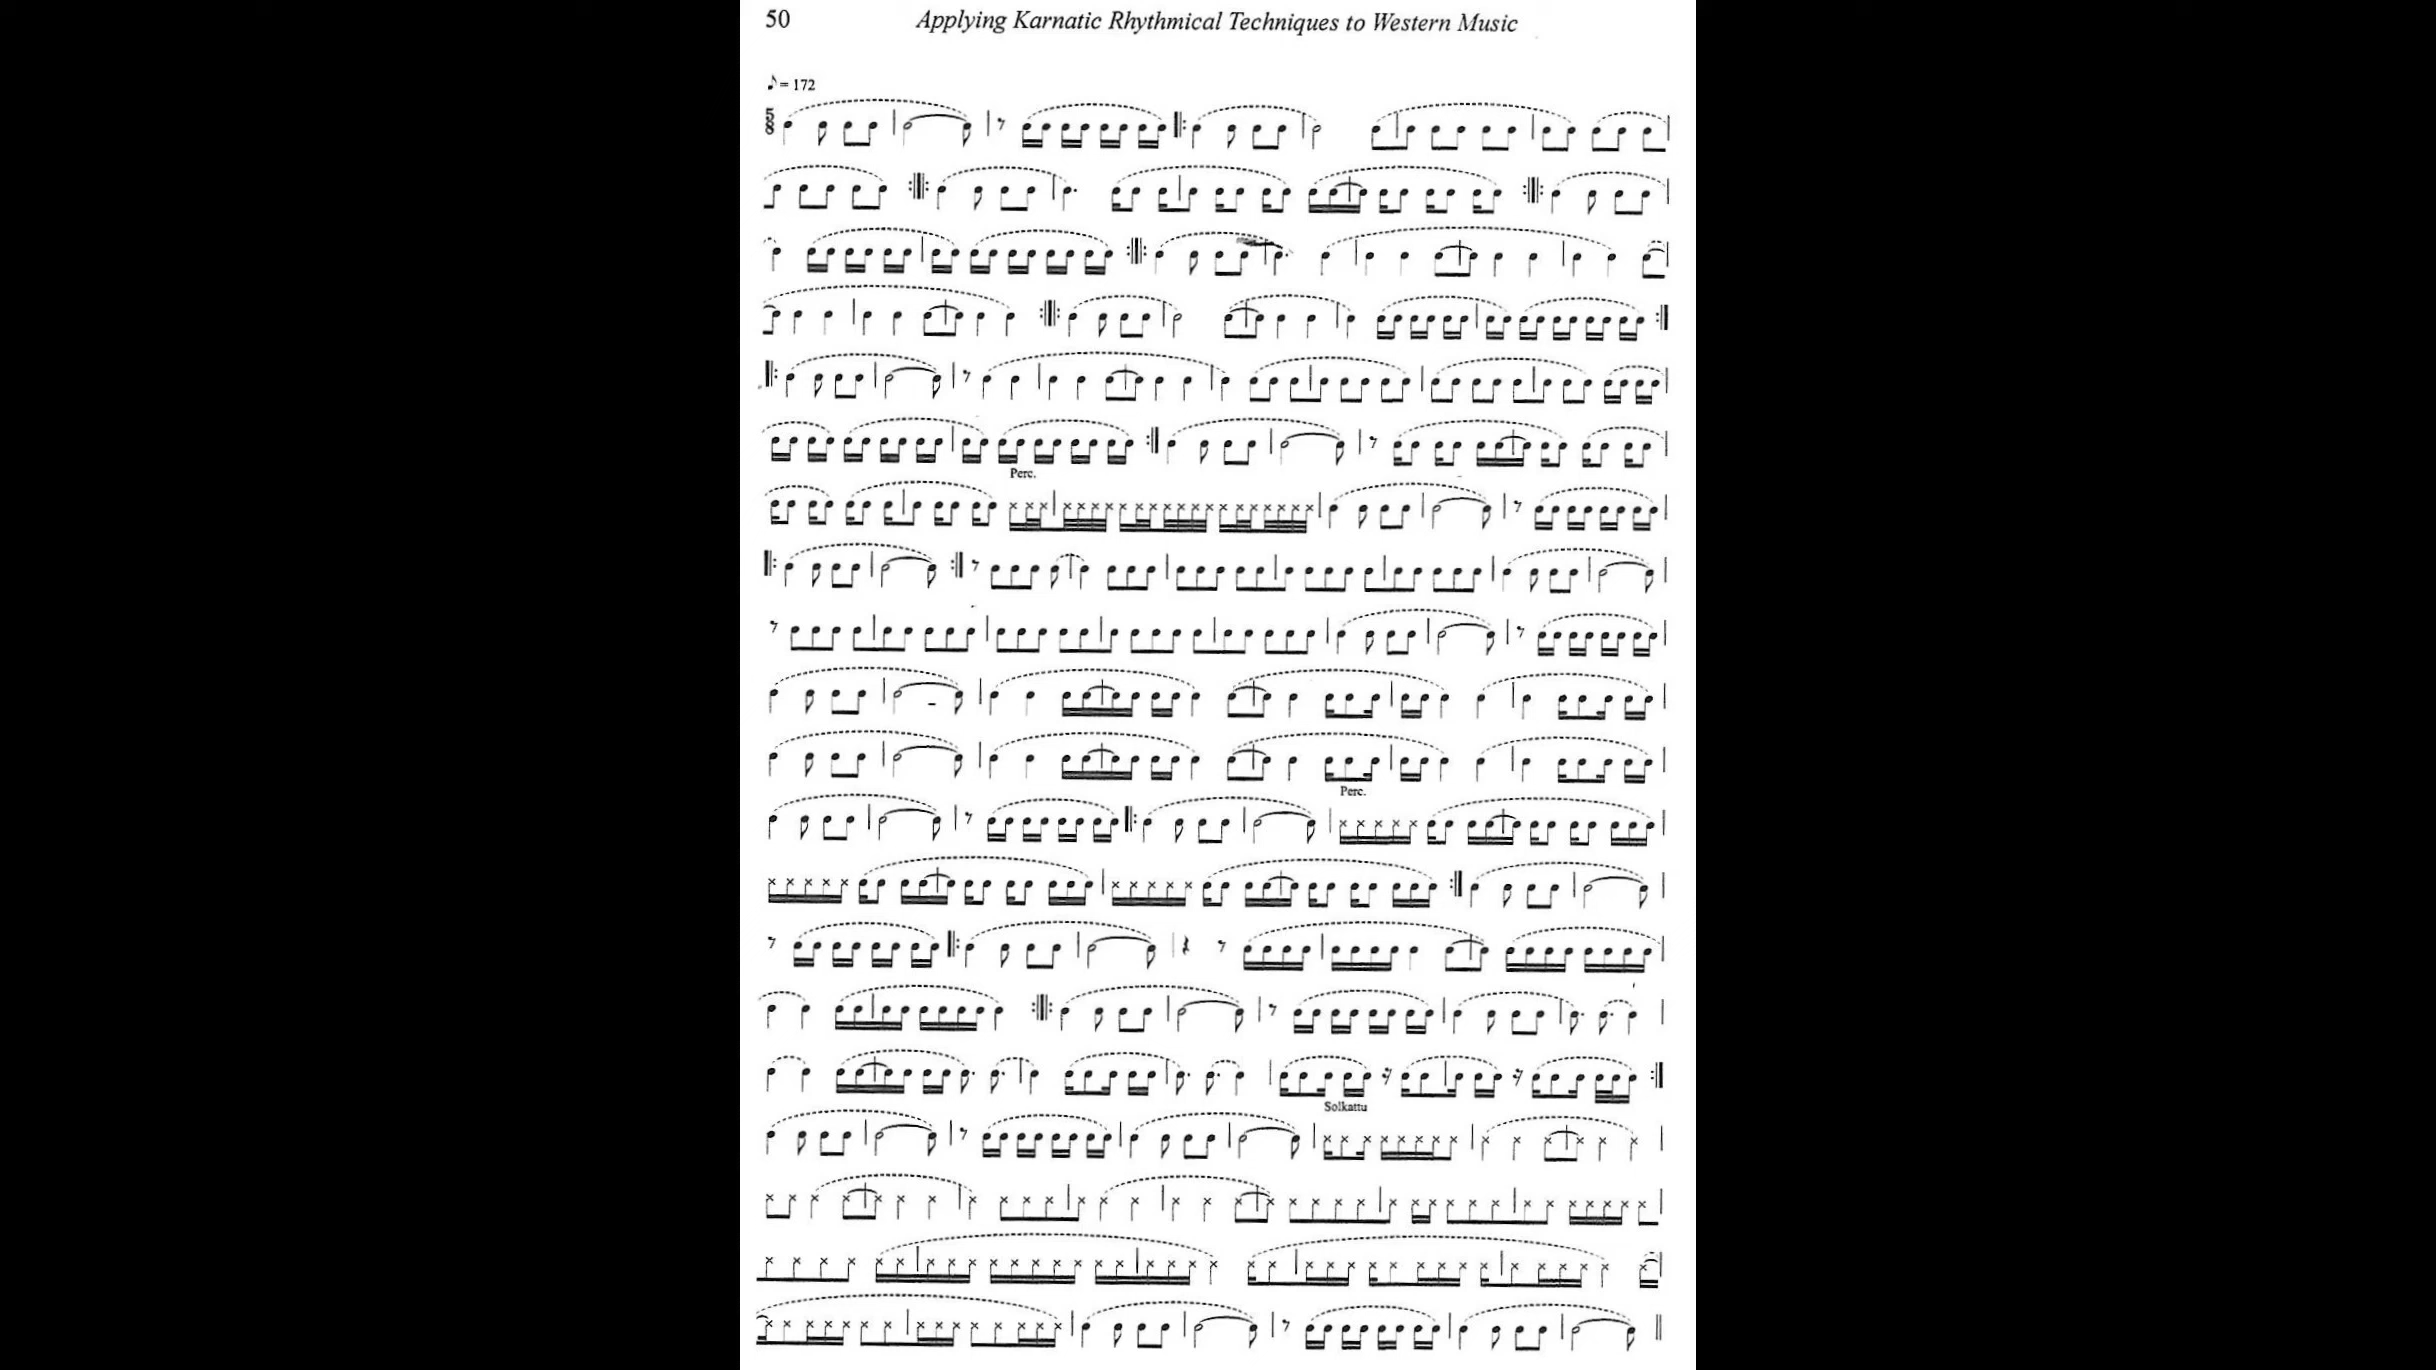 50 Applying Karnatic Rhythmical Techniques to Western Music
♪= 172
5
8
Perc.
Perc.
Solkattu